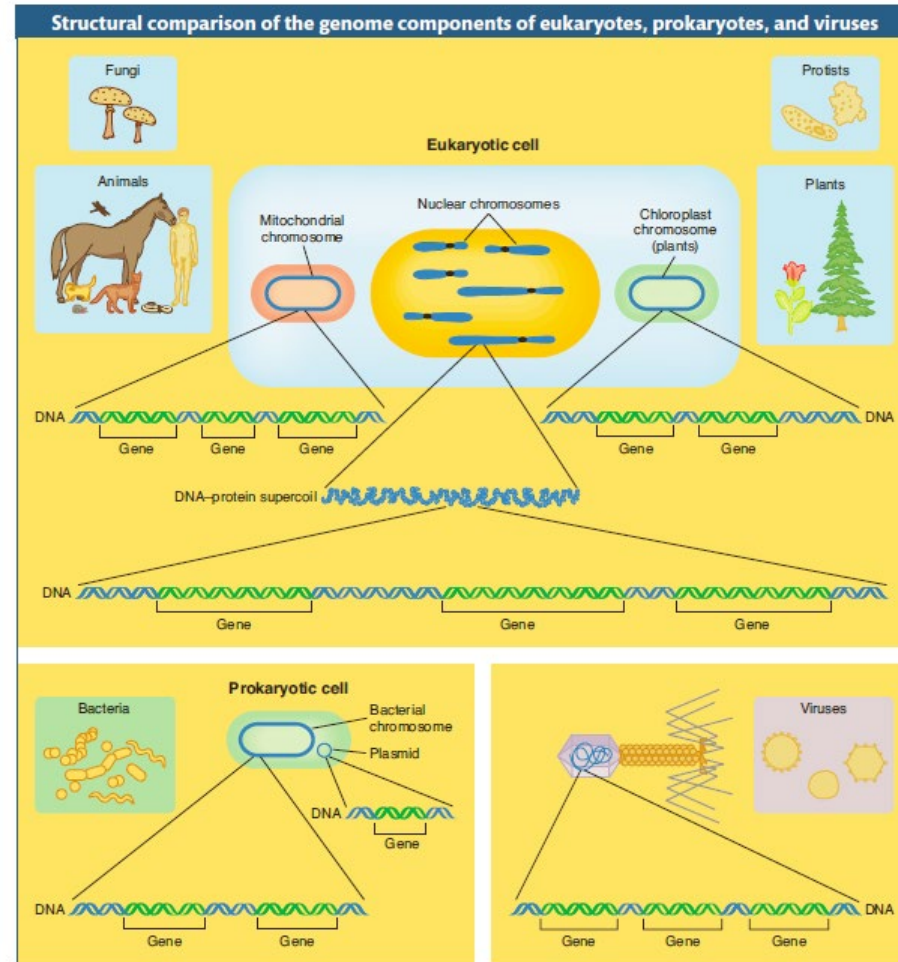 Structural comparison of the genome components of eukaryotes, prokaryotes, and viruses
Fungi
Protists
Eukaryotic cell
Animals
Plants
Mitochondrial
chromosome
Nuclear chromosomes
Chloroplast
chromosome
(plants)
DNA
Gene
Gene
Gene
Gene
Gene
DNA
DNA–protein supercoil
DNA
Gene
Gene
Gene
Prokaryotic cell
Bacteria
Bacterial
chromosome
Plasmid
DNA
Gene
DNA
Gene
Gene
Viruses
DNA
Gene
Gene
Gene